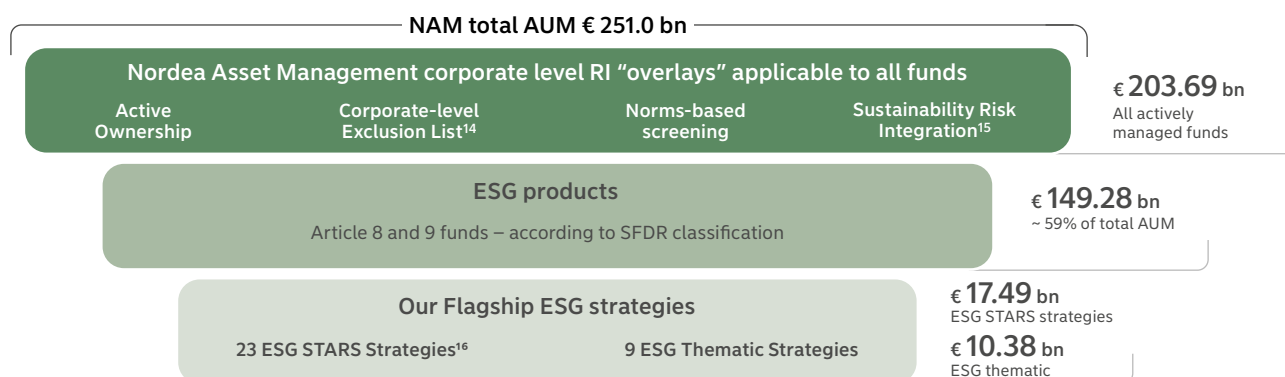 NAM total AUM € 251.0 bn
Nordea Asset Management corporate level RI “overlays” applicable to all funds
Active
Ownership
Corporate-level
Exclusion List¹⁴
Norms-based
screening
Sustainability Risk
Integration¹⁵
€ 203.69 bn
All actively
managed funds
ESG products
Article 8 and 9 funds – according to SFDR classification
€ 149.28 bn
~ 59% of total AUM
Our Flagship ESG strategies
23 ESG STARS Strategies¹⁶
9 ESG Thematic Strategies
€ 17.49 bn
ESG STARS strategies
€ 10.38 bn
ESG thematic